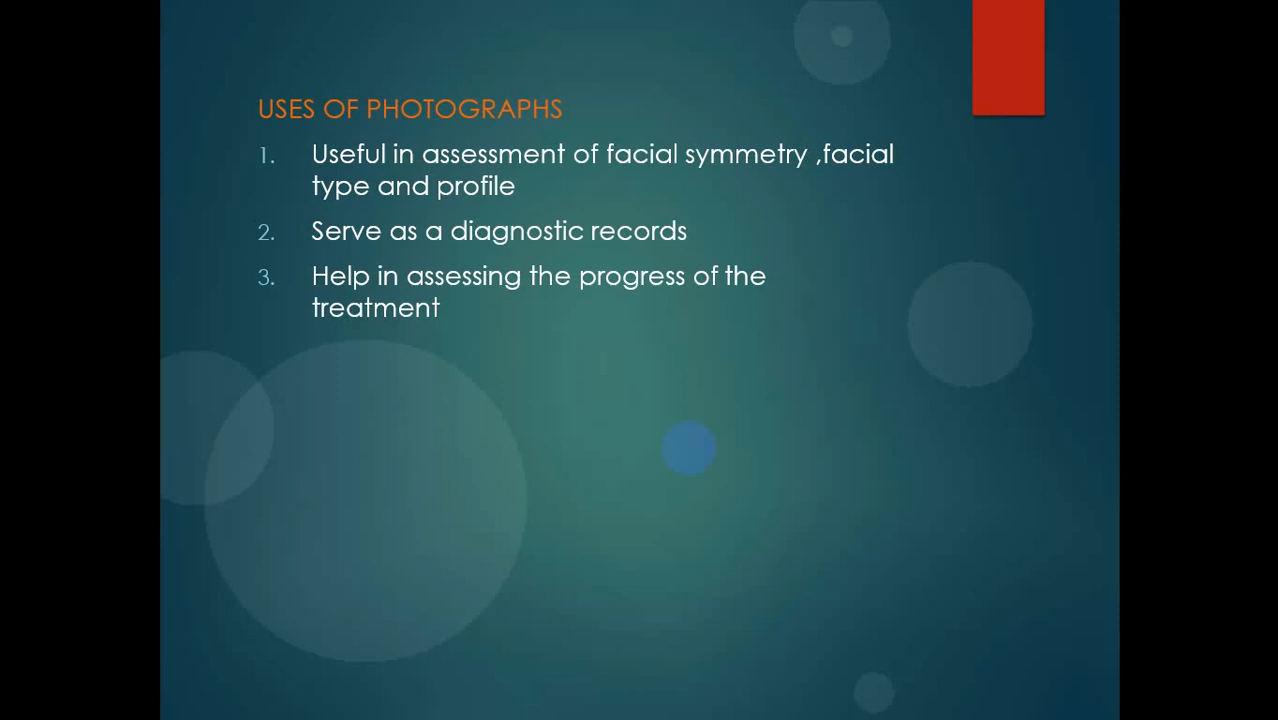 USES OF PHOTOGRAPHS
1. Useful in assessment of facial symmetry ,facial
type and profile
2. Serve as a diagnostic records
3. Help in assessing the progress of the
treatment